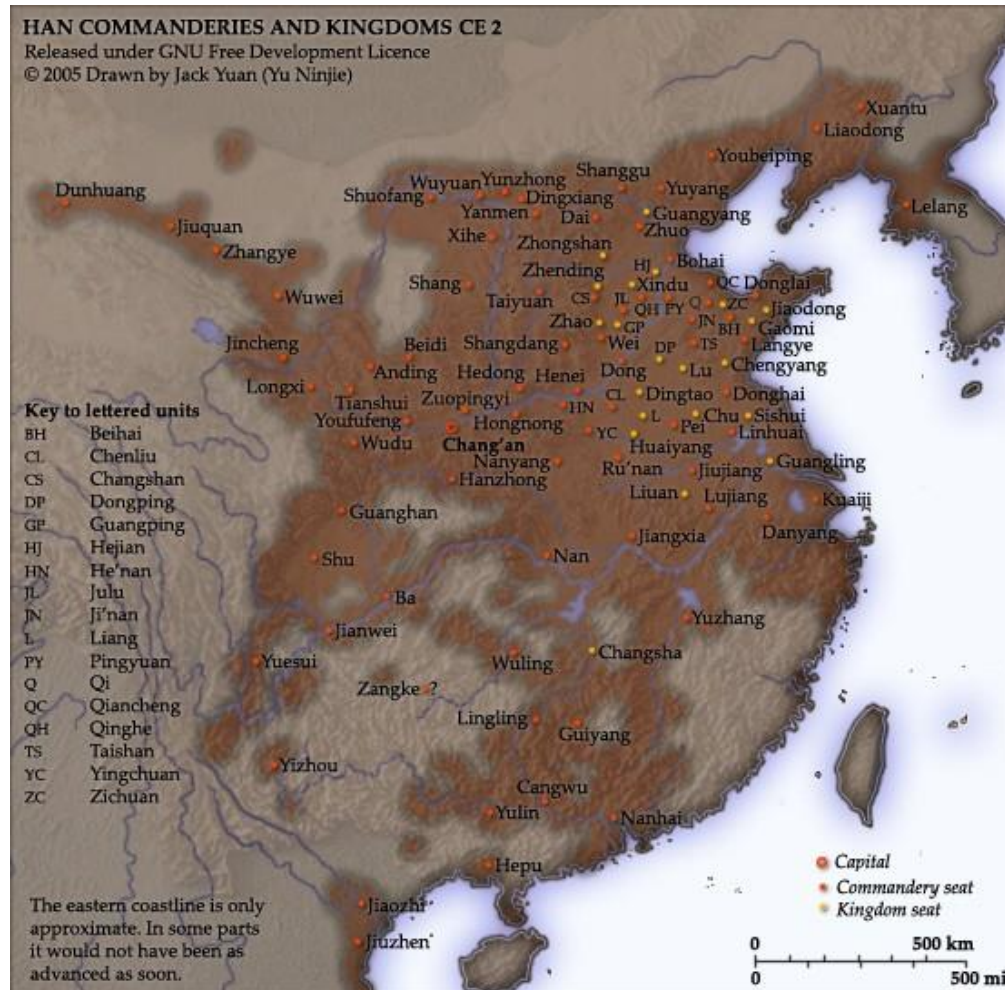 HAN COMMANDERIES AND KINGDOMS CE 2
Released under GNU Free Development Licence
© 2005 Drawn by Jack Yuan (Yu Ninjie)
Xuantu
Liaodong
Youbeiping
Shanggu
Dunhuang
Wuyuan
Yunzhong
Yuyang
Shuofang
Dingxiang
Lelang
Yanmen
Dai
Guangyang
Jiuquan
Zhuo
Xihe
Zhongshan
Zhangye
Bohai
HJ
Zhending
Shang
Xindu
QC
Donglai
Wuwei
Taiyuan
CS
JL
QH
PY
Q
ZC
Jiaodong
Zhao
GP
JN
BH
Gaomi
Jincheng
Beidi
Shangdang
Wei
DP
TS
Langye
Anding
Hedong
Henei
Dong
Lu
Chengyang
Longxi
Zuopingyi
CL
Dingtao
Donghai
Tianshui
HN
Key to lettered units
Youfufeng
Hongnong
L
Chu
Sishui
BH Beihai
Pei
Wudu
Chang'an
YC
Linhuai
CL Chenliu
Huaiyang
CS Changshan
Nanyang
Ru'nan
Jiujiang
Guangling
DP Dongping
Hanzhong
GP Guangping
Liuan
Lujiang
Kuaiji
HJ Hejian
Guanghan
Danyang
HN He'nan
Jiangxia
JL Julu
Shu
Nan
JN Ji'nan
Ba
L Liang
Yuzhang
PY Pingyuan
Jianwei
Q Qi
Yuesui
Wuling
Changsha
QC Qiancheng
Zangke ?
QH Qinghe
Lingling
TS Taishan
Guiyang
YC Yingchuan
Yizhou
ZC Zichuan
Cangwu
Yulin
Nanhai
Hepu
Capital
Commandery seat
Kingdom seat
The eastern coastline is only
approximate. In some parts
it would not have been as
advanced as soon.
Jiaozhi
Jiuzhen
0 500 km
0 500 mi